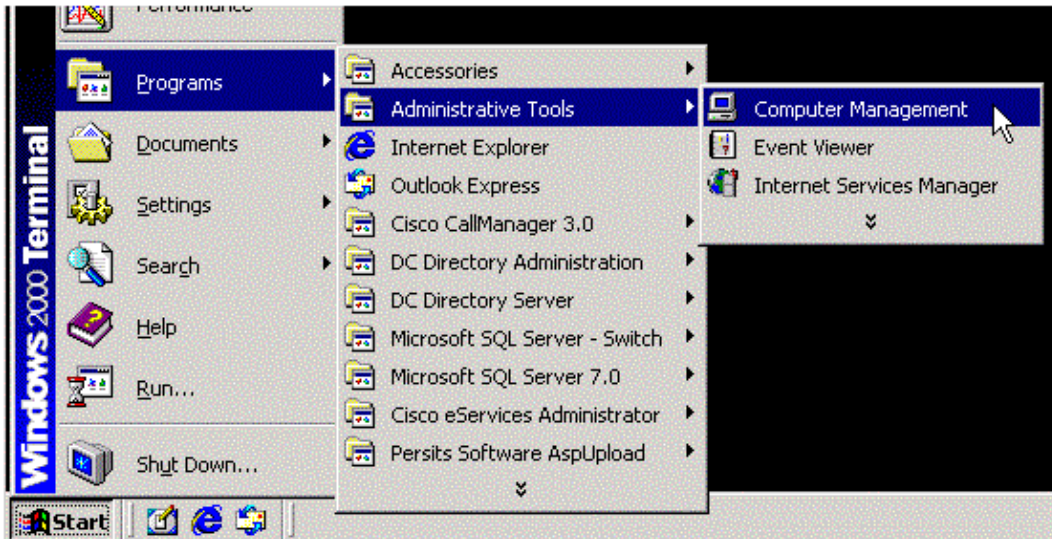 Performance
Programs
Documents
Settings
Search
Help
Run...
Shut Down...
Windows 2000 Terminal
Accessories
Administrative Tools
Internet Explorer
Outlook Express
Cisco CallManager 3.0
DC Directory Administration
DC Directory Server
Microsoft SQL Server - Switch
Microsoft SQL Server 7.0
Cisco eServices Administrator
Persits Software AspUpload
Computer Management
Event Viewer
Internet Services Manager
Start